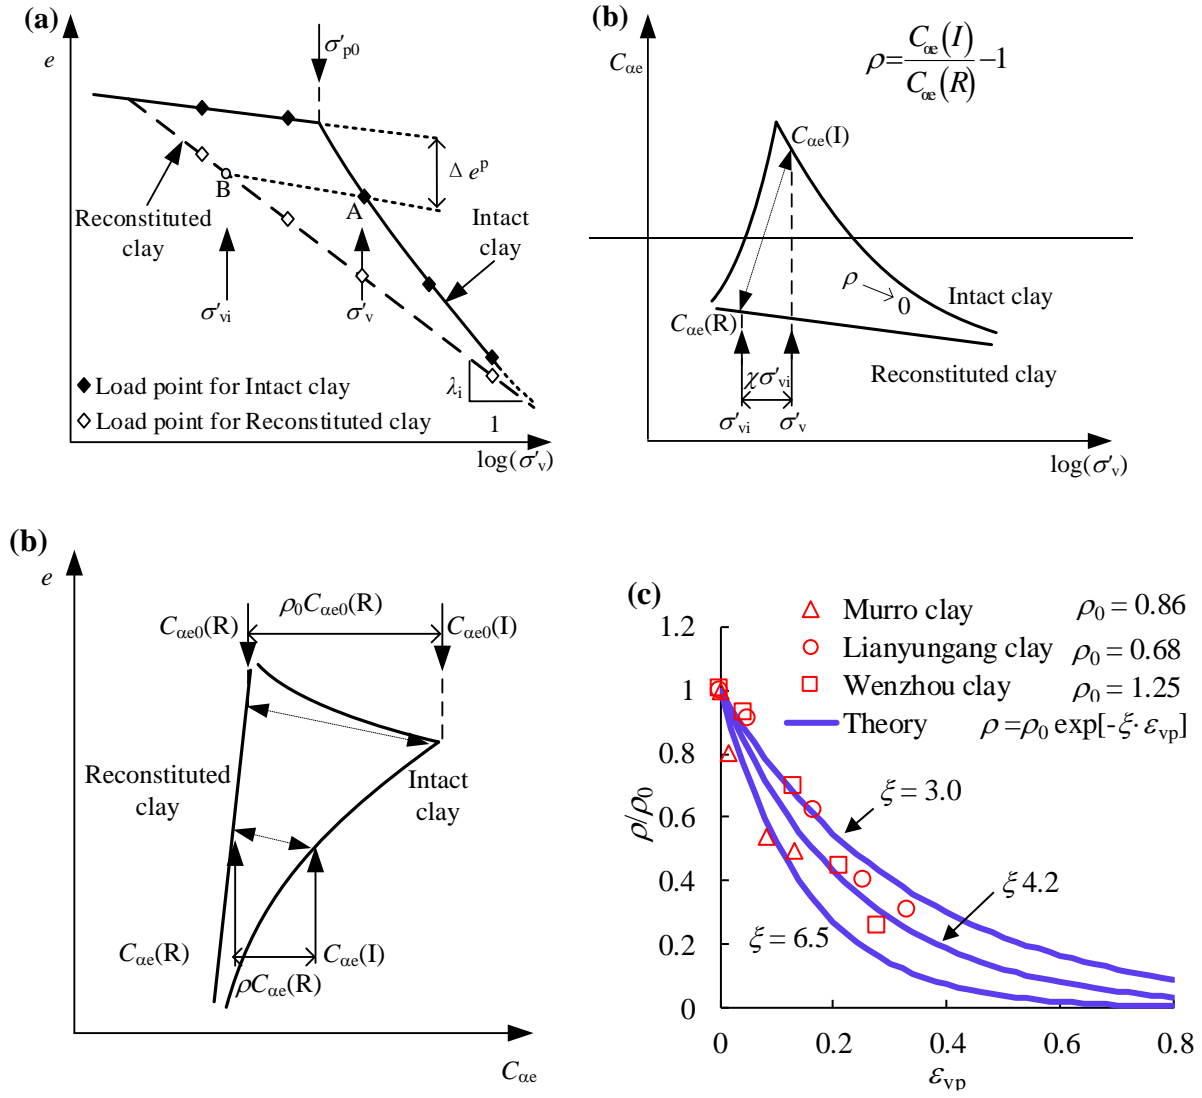 (a)
e
σ′p0
Δ e^p
B
A
Reconstituted
clay
Intact
clay
σ′vi
σ′v
◆ Load point for Intact clay
◇ Load point for Reconstituted clay
λi
1
log(σ′v)
(b)
Cαe
ρ = Cαe(I) / Cαe(R) − 1
Cαe(I)
ρ → 0
Intact clay
Cαe(R)
Reconstituted clay
χσ′vi
σ′vi
σ′v
log(σ′v)
(b)
e
ρ0Cαe0(R)
Cαe0(R)
Cαe0(I)
Reconstituted
clay
Intact
clay
Cαe(R)
Cαe(I)
ρCαe(R)
Cαe
(c)
Murro clay ρ0 = 0.86
Lianyungang clay ρ0 = 0.68
Wenzhou clay ρ0 = 1.25
Theory ρ =ρ0 exp[-ξ· εvp]
1.2
1
0.8
0.6
0.4
0.2
0
ρ/ρ0
ξ = 3.0
ξ 4.2
ξ = 6.5
0 0.2 0.4 0.6 0.8
εvp